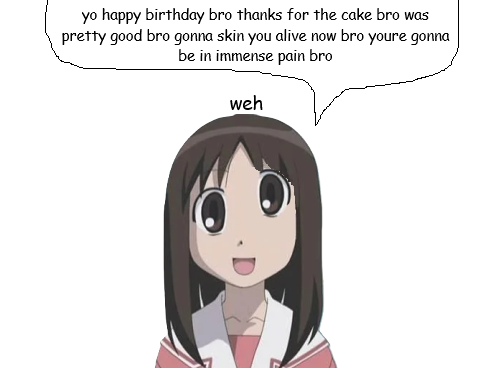 yo happy birthday bro thanks for the cake bro was
pretty good bro gonna skin you alive now bro youre gonna
be in immense pain bro
weh